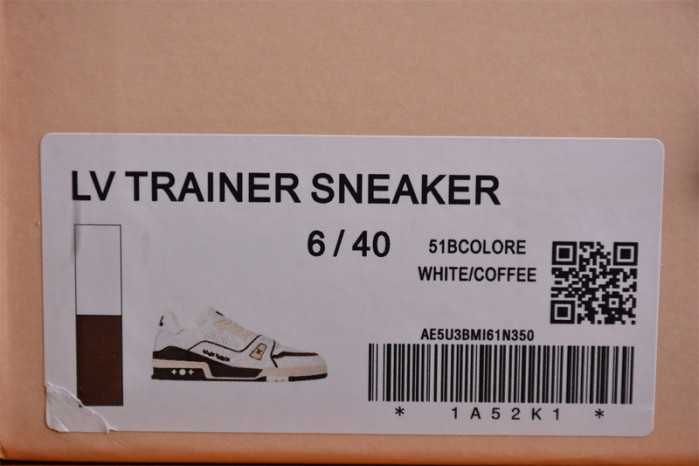 LV TRAINER SNEAKER
6 / 40
51BCOLORE
WHITE/COFFEE
AE5U3BMI61N350
* 1A52K1 *